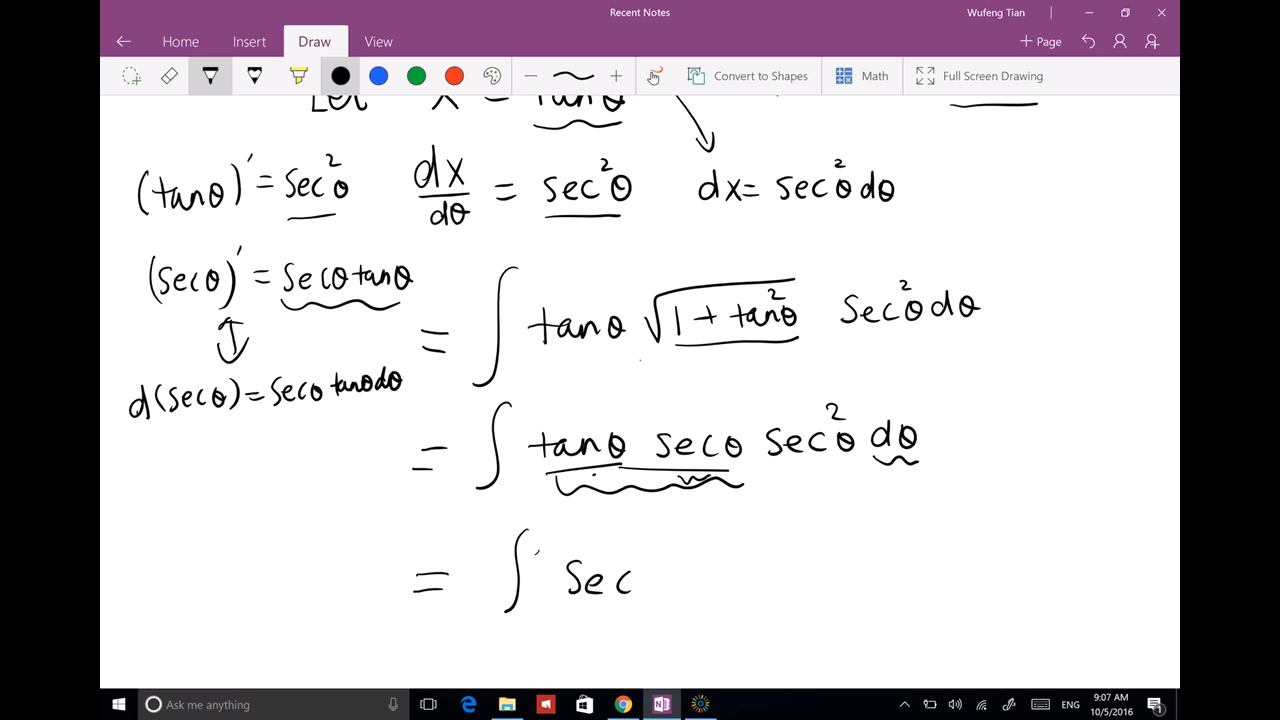 Recent Notes
Wufeng Tian
Home Insert Draw View
+ Page
Convert to Shapes Math Full Screen Drawing
Let x = tanθ
(tanθ)' = sec²θ dx/dθ = sec²θ dx = sec²θ dθ
(secθ)' = secθ tanθ
= ∫ tanθ √(1 + tan²θ) sec²θ dθ
d(secθ) = secθ tanθ dθ
= ∫ tanθ secθ sec²θ dθ
= ∫ sec
Ask me anything
ENG
9:07 AM
10/5/2016